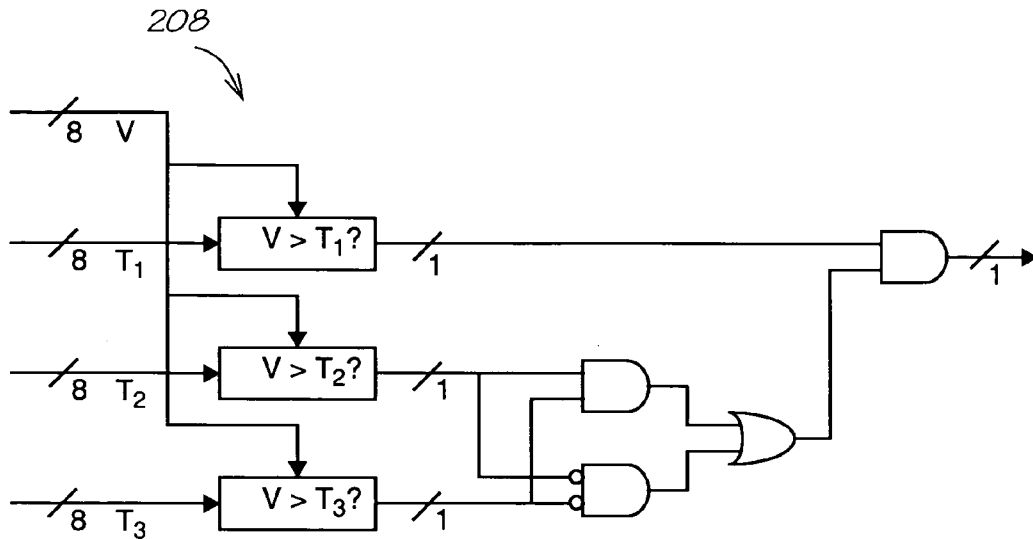 208
8 V
8 T₁
V > T₁?
1
1
8 T₂
V > T₂?
1
8 T₃
V > T₃?
1